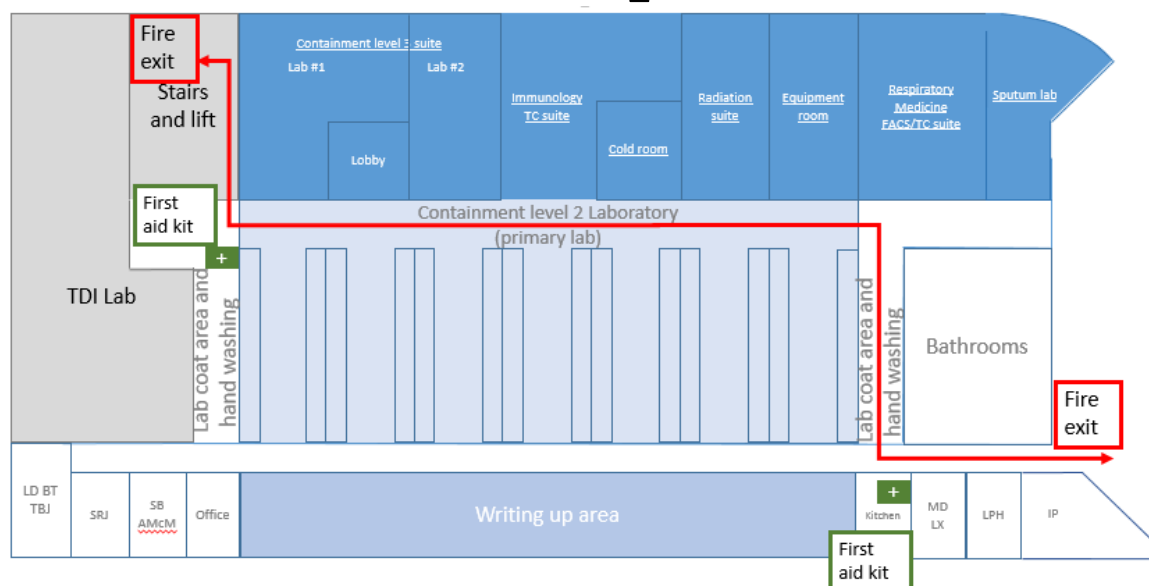 Fire
exit
Stairs
and lift
Containment level 3 suite
Lab #1
Lab #2
Lobby
Immunology
TC suite
Cold room
Radiation
suite
Equipment
room
Respiratory
Medicine
FACS/TC suite
Sputum lab
First
aid kit
+
Containment level 2 Laboratory
(primary lab)
TDI Lab
Lab coat area and
hand washing
Lab coat area and
hand washing
Bathrooms
Fire
exit
LD BT
TBJ
SRJ
SB
AMcM
Office
Writing up area
+
Kitchen
MD
LX
LPH
IP
First
aid kit